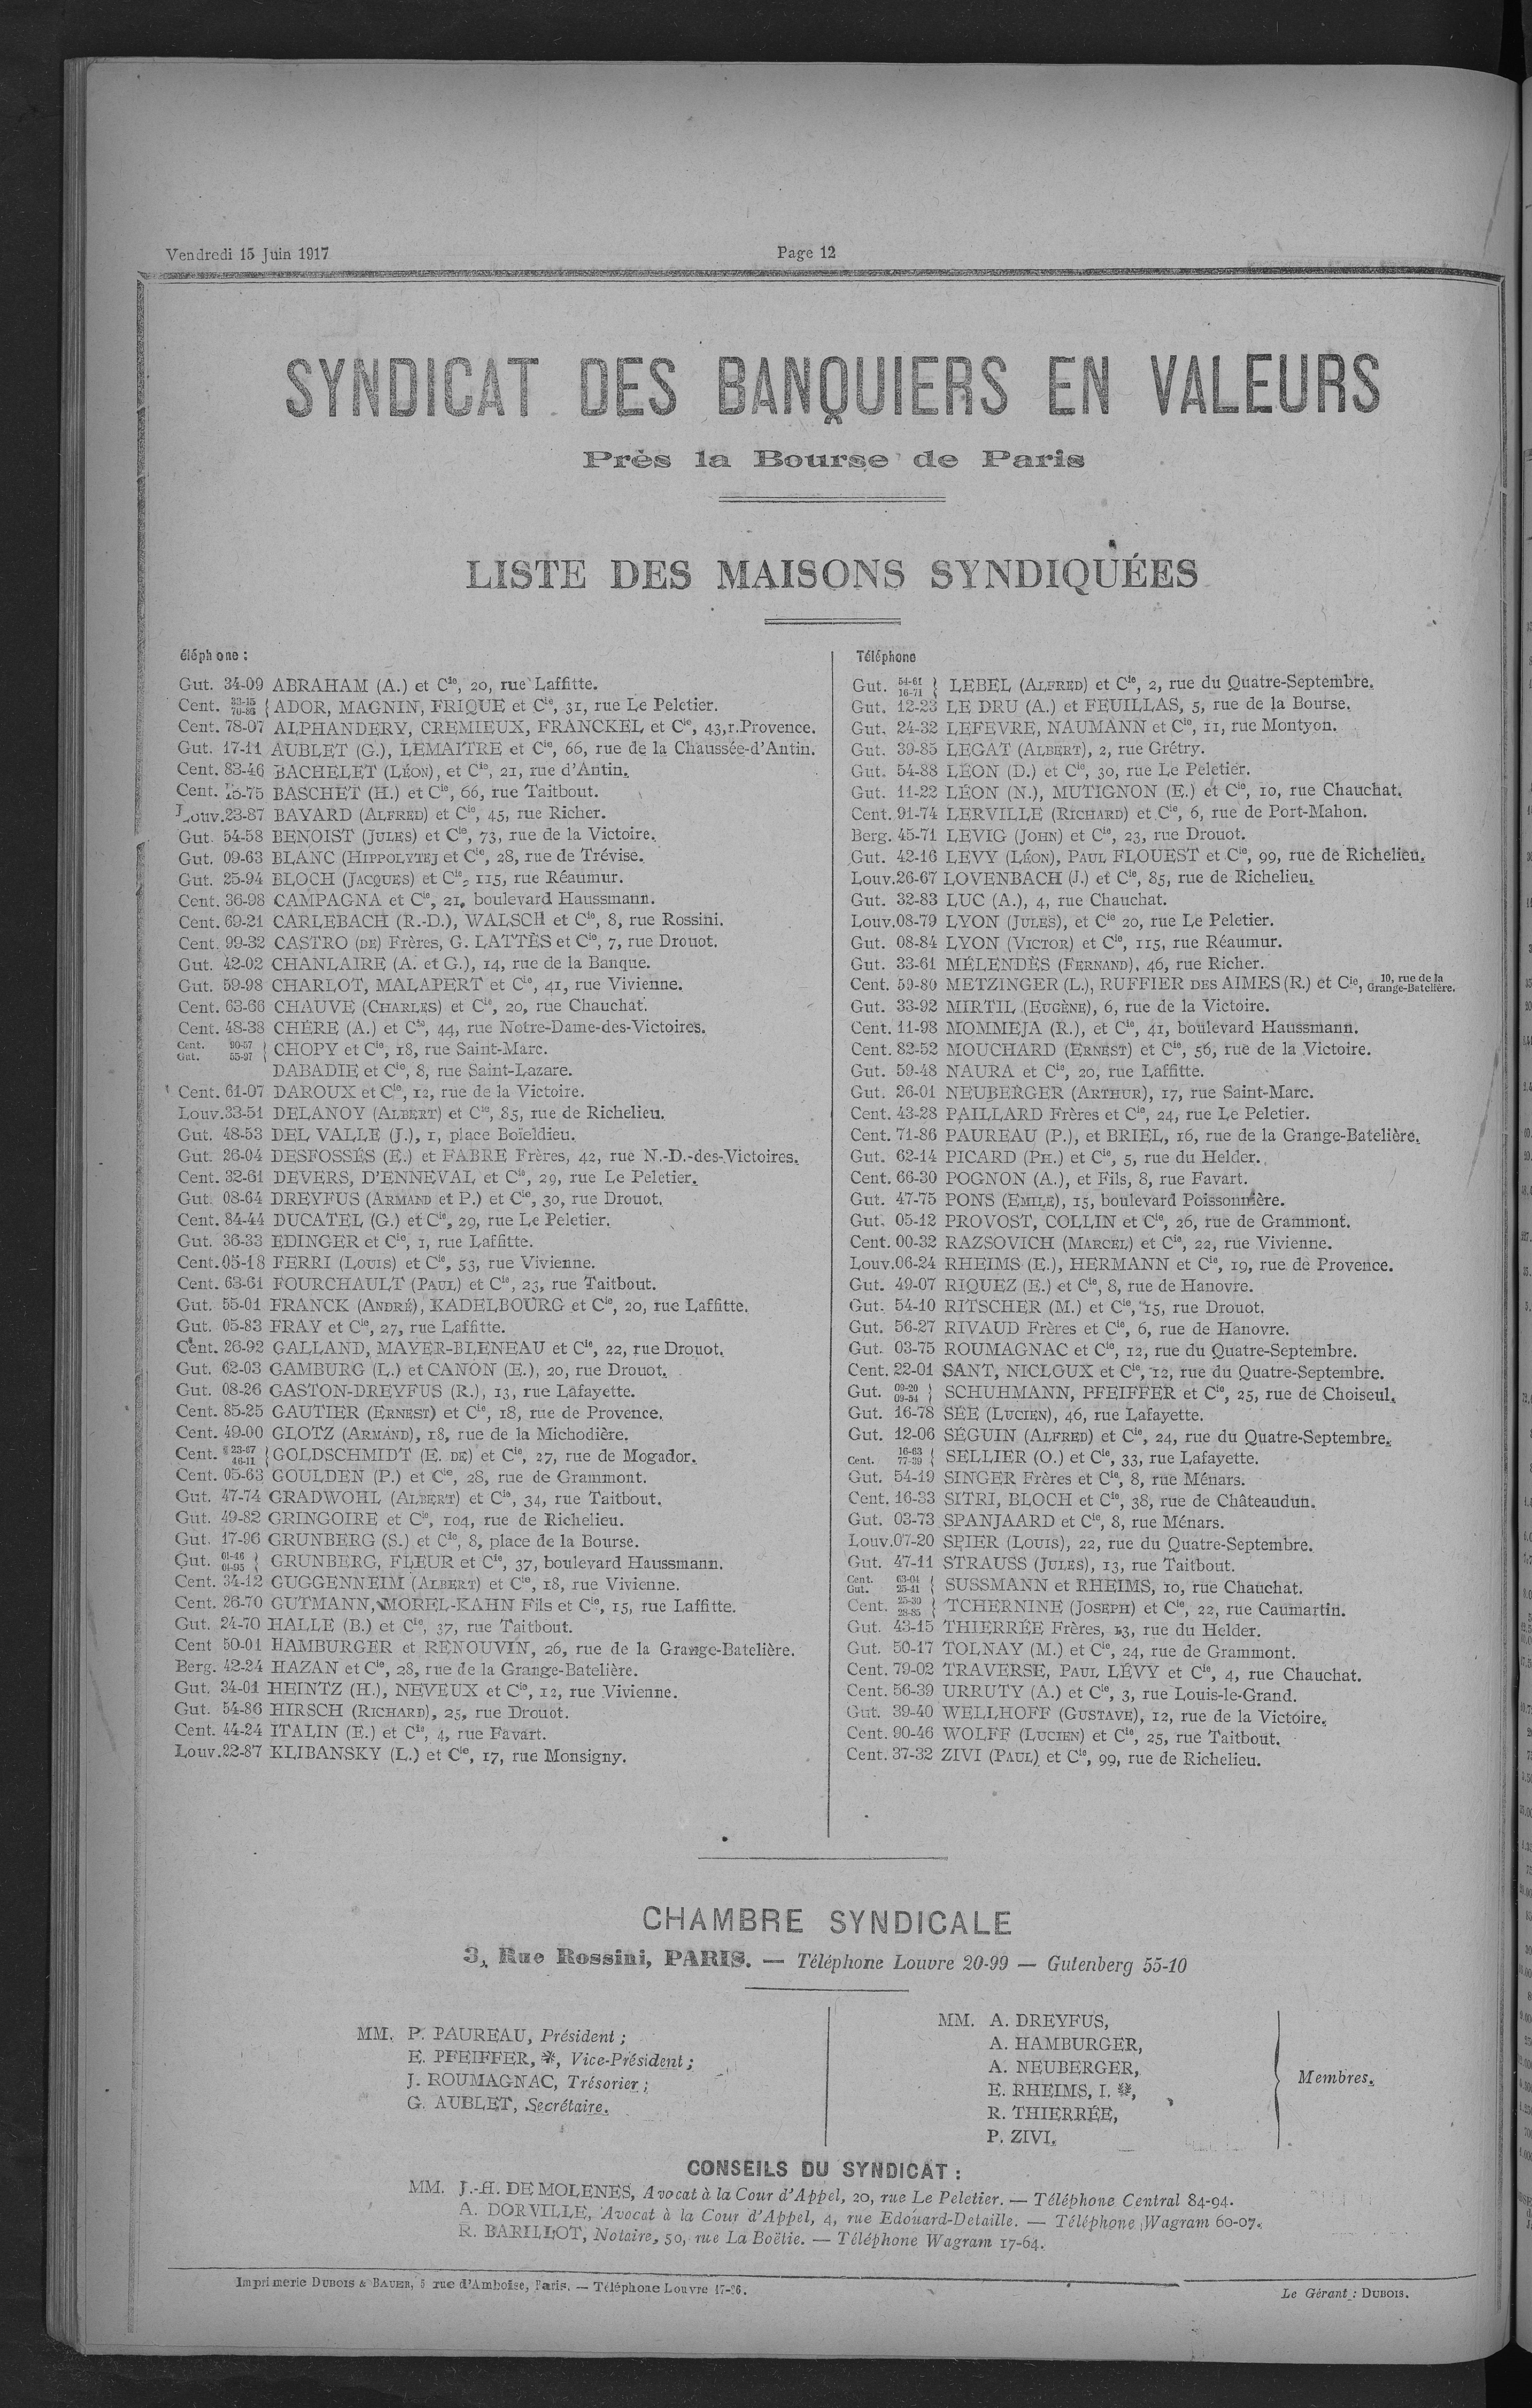 Vendredi 15 Juin 1917
Page 12
SYNDICAT DES BANQUIERS EN VALEURS
Près la Bourse de Paris
LISTE DES MAISONS SYNDIQUÉES
éléphone :
Gut. 34-09 ABRAHAM (A.) et Cie, 20, rue Laffitte.
Cent. 33-15 70-86 { ADOR, MAGNIN, FRIQUE et Cie, 31, rue Le Peletier.
Cent. 78-07 ALPHANDERY, CREMIEUX, FRANCKEL et Cie, 43, r. Provence.
Gut. 17-11 AUBLET (G.), LEMAITRE et Cie, 66, rue de la Chaussée-d'Antin.
Cent. 83-46 BACHELET (LÉON), et Cie, 21, rue d'Antin.
Cent. 15-75 BASCHET (H.) et Cie, 66, rue Taitbout.
Louv.23-87 BAYARD (ALFRED) et Cie, 45, rue Richer.
Gut. 54-58 BENOIST (JULES) et Cie, 73, rue de la Victoire.
Gut. 09-63 BLANC (HIPPOLYTE) et Cie, 28, rue de Trévise.
Gut. 25-94 BLOCH (JACQUES) et Cie, 115, rue Réaumur.
Cent. 36-98 CAMPAGNA et Cie, 21, boulevard Haussmann.
Cent. 69-21 CARLEBACH (R.-D.), WALSCH et Cie, 8, rue Rossini.
Cent. 99-32 CASTRO (DE) Frères, G. LATTÈS et Cie, 7, rue Drouot.
Gut. 42-02 CHANLAIRE (A. et G.), 14, rue de la Banque.
Gut. 59-98 CHARLOT, MALAPERT et Cie, 41, rue Vivienne.
Cent. 63-66 CHAUVE (CHARLES) et Cie, 20, rue Chauchat.
Cent. 48-38 CHÉRE (A.) et Cie, 44, rue Notre-Dame-des-Victoires.
Cent. 90-57 Gut. 55-97 { CHOPY et Cie, 18, rue Saint-Marc.
DABADIE et Cie, 8, rue Saint-Lazare.
Cent. 61-07 DAROUX et Cie, 12, rue de la Victoire.
Louv.33-51 DELANOY (ALBERT) et Cie, 85, rue de Richelieu.
Gut. 48-53 DEL VALLE (J.), 1, place Boïeldieu.
Gut. 26-04 DESFOSSÉS (E.) et FABRE Frères, 42, rue N.-D.-des-Victoires.
Cent. 32-61 DEVERS, D'ENNEVAL et Cie, 29, rue Le Peletier.
Gut. 08-64 DREYFUS (ARMAND et P.) et Cie, 30, rue Drouot.
Cent. 84-44 DUCATEL (G.) et Cie, 29, rue Le Peletier.
Gut. 36-33 EDINGER et Cie, 1, rue Laffitte.
Cent.05-18 FERRI (LOUIS) et Cie, 53, rue Vivienne.
Cent. 63-61 FOURCHAULT (PAUL) et Cie, 23, rue Taitbout.
Gut. 55-01 FRANCK (ANDRÉ), KADELBOURG et Cie, 20, rue Laffitte.
Gut. 05-83 FRAY et Cie, 27, rue Laffitte.
Cent. 26-92 GALLAND, MAYER-BLENEAU et Cie, 22, rue Drouot.
Gut. 62-03 GAMBURG (L.) et CANON (E.), 20, rue Drouot.
Gut. 08-26 GASTON-DREYFUS (R.), 13, rue Lafayette.
Cent. 85-25 GAUTIER (ERNEST) et Cie, 18, rue de Provence.
Cent. 49-00 GLOTZ (ARMAND), 18, rue de la Michodière.
Cent. 23-67 46-11 { GOLDSCHMIDT (E. DE) et Cie, 27, rue de Mogador.
Cent. 05-63 GOULDEN (P.) et Cie, 28, rue de Grammont.
Gut. 47-74 GRADWOHL (ALBERT) et Cie, 34, rue Taitbout.
Gut. 49-82 GRINGOIRE et Cie, 104, rue de Richelieu.
Gut. 17-96 GRUNBERG (S.) et Cie, 8, place de la Bourse.
Gut. 01-46 01-95 { GRUNBERG, FLEUR et Cie, 37, boulevard Haussmann.
Cent. 34-12 GUGGENNEIM (ALBERT) et Cie, 18, rue Vivienne.
Cent. 26-70 GUTMANN, MOREL-KAHN Fils et Cie, 15, rue Laffitte.
Gut. 24-70 HALLE (B.) et Cie, 37, rue Taitbout.
Cent 50-01 HAMBURGER et RENOUVIN, 26, rue de la Grange-Batelière.
Berg. 42-24 HAZAN et Cie, 28, rue de la Grange-Batelière.
Gut. 34-01 HEINTZ (H.), NEVEUX et Cie, 12, rue Vivienne.
Gut. 54-86 HIRSCH (RICHARD), 25, rue Drouot.
Cent. 44-24 ITALIN (E.) et Cie, 4, rue Favart.
Louv.22-87 KLIBANSKY (L.) et Cie, 17, rue Monsigny.
Téléphone
Gut. 54-61 16-71 } LEBEL (ALFRED) et Cie, 2, rue du Quatre-Septembre.
Gut. 12-23 LE DRU (A.) et FEUILLAS, 5, rue de la Bourse.
Gut. 24-32 LEFEVRE, NAUMANN et Cie, 11, rue Montyon.
Gut. 39-85 LEGAT (ALBERT), 2, rue Grétry.
Gut. 54-88 LÉON (D.) et Cie, 30, rue Le Peletier.
Gut. 11-22 LÉON (N.), MUTIGNON (E.) et Cie, 10, rue Chauchat.
Cent. 91-74 LERVILLE (RICHARD) et Cie, 6, rue de Port-Mahon.
Berg. 45-71 LEVIG (JOHN) et Cie, 23, rue Drouot.
Gut. 42-16 LEVY (LÉON), PAUL FLOUEST et Cie, 99, rue de Richelieu.
Louv.26-67 LOVENBACH (J.) et Cie, 85, rue de Richelieu.
Gut. 32-83 LUC (A.), 4, rue Chauchat.
Louv.08-79 LYON (JULES), et Cie 20, rue Le Peletier.
Gut. 08-84 LYON (VICTOR) et Cie, 115, rue Réaumur.
Gut. 33-61 MÉLENDÈS (FERNAND), 46, rue Richer.
Cent. 59-80 METZINGER (L.), RUFFIER DES AIMES (R.) et Cie, 10, rue de la Grange-Batelière.
Gut. 33-92 MIRTIL (EUGÈNE), 6, rue de la Victoire.
Cent. 11-98 MOMMEJA (R.), et Cie, 41, boulevard Haussmann.
Cent. 82-52 MOUCHARD (ERNEST) et Cie, 56, rue de la Victoire.
Gut. 59-48 NAURA et Cie, 20, rue Laffitte.
Gut. 26-01 NEUBERGER (ARTHUR), 17, rue Saint-Marc.
Cent. 43-28 PAILLARD Frères et Cie, 24, rue Le Peletier.
Cent. 71-86 PAUREAU (P.), et BRIEL, 16, rue de la Grange-Batelière.
Gut. 62-14 PICARD (PH.) et Cie, 5, rue du Helder.
Cent. 66-30 POGNON (A.), et Fils, 8, rue Favart.
Gut. 47-75 PONS (EMILE), 15, boulevard Poissonnière.
Gut. 05-12 PROVOST, COLLIN et Cie, 26, rue de Grammont.
Cent. 00-32 RAZSOVICH (MARCEL) et Cie, 22, rue Vivienne.
Louv.06-24 RHEIMS (E.), HERMANN et Cie, 19, rue de Provence.
Gut. 49-07 RIQUEZ (E.) et Cie, 8, rue de Hanovre.
Gut. 54-10 RITSCHER (M.) et Cie, 15, rue Drouot.
Gut. 56-27 RIVAUD Frères et Cie, 6, rue de Hanovre.
Gut. 03-75 ROUMAGNAC et Cie, 12, rue du Quatre-Septembre.
Cent. 22-01 SANT, NICLOUX et Cie, 12, rue du Quatre-Septembre.
Gut. 09-20 09-54 } SCHUHMANN, PFEIFFER et Cie, 25, rue de Choiseul.
Gut. 16-78 SÉE (LUCIEN), 46, rue Lafayette.
Gut. 12-06 SÉGUIN (ALFRED) et Cie, 24, rue du Quatre-Septembre.
Cent. 16-63 77-39 { SELLIER (O.) et Cie, 33, rue Lafayette.
Gut. 54-19 SINGER Frères et Cie, 8, rue Ménars.
Cent. 16-33 SITRI, BLOCH et Cie, 38, rue de Châteaudun.
Gut. 03-73 SPANJAARD et Cie, 8, rue Ménars.
Louv.07-20 SPIER (LOUIS), 22, rue du Quatre-Septembre.
Gut. 47-11 STRAUSS (JULES), 13, rue Taitbout.
Cent. 63-04 Gut. 25-41 { SUSSMANN et RHEIMS, 10, rue Chauchat.
Cent. 25-30 28-85 } TCHERNINE (JOSEPH) et Cie, 22, rue Caumartin.
Gut. 43-15 THIERRÉE Frères, 13, rue du Helder.
Gut. 50-17 TOLNAY (M.) et Cie, 24, rue de Grammont.
Cent. 79-02 TRAVERSE, PAUL LÉVY et Cie, 4, rue Chauchat.
Cent. 56-39 URRUTY (A.) et Cie, 3, rue Louis-le-Grand.
Gut. 39-40 WELLHOFF (GUSTAVE), 12, rue de la Victoire.
Cent. 90-46 WOLFF (LUCIEN) et Cie, 25, rue Taitbout.
Cent. 37-32 ZIVI (PAUL) et Cie, 99, rue de Richelieu.
CHAMBRE SYNDICALE
3, Rue Rossini, PARIS. — Téléphone Louvre 20-99 — Gutenberg 55-10
MM. P. PAUREAU, Président ;
E. PFEIFFER, ✻, Vice-Président ;
J. ROUMAGNAC, Trésorier ;
G. AUBLET, Secrétaire.
MM. A. DREYFUS,
A. HAMBURGER,
A. NEUBERGER,
E. RHEIMS, I. ✻,
R. THIERRÉE,
P. ZIVI.
Membres.
CONSEILS DU SYNDICAT :
MM. J.-H. DE MOLENES, Avocat à la Cour d'Appel, 20, rue Le Peletier. — Téléphone Central 84-94.
A. DORVILLE, Avocat à la Cour d'Appel, 4, rue Edouard-Detaille. — Téléphone Wagram 60-07.
R. BARILLOT, Notaire, 50, rue La Boëtie. — Téléphone Wagram 17-64.
Imprimerie DUBOIS & BAUER, 5 rue d'Amboise, Paris. — Téléphone Louvre 17-26.
Le Gérant : DUBOIS.